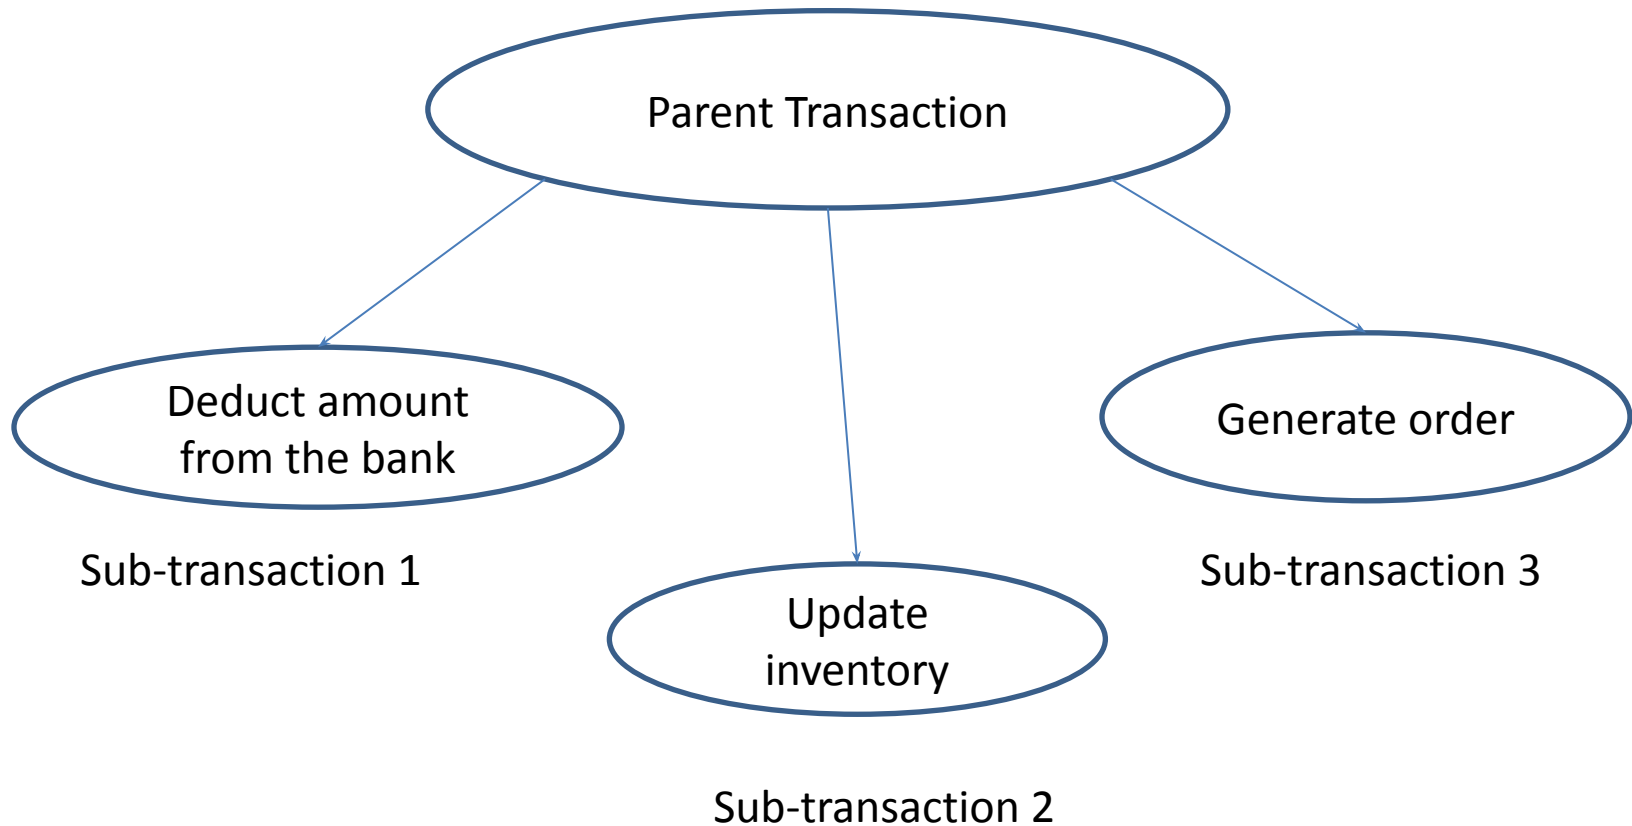 Parent Transaction
Deduct amount
from the bank
Sub-transaction 1
Update
inventory
Sub-transaction 2
Generate order
Sub-transaction 3